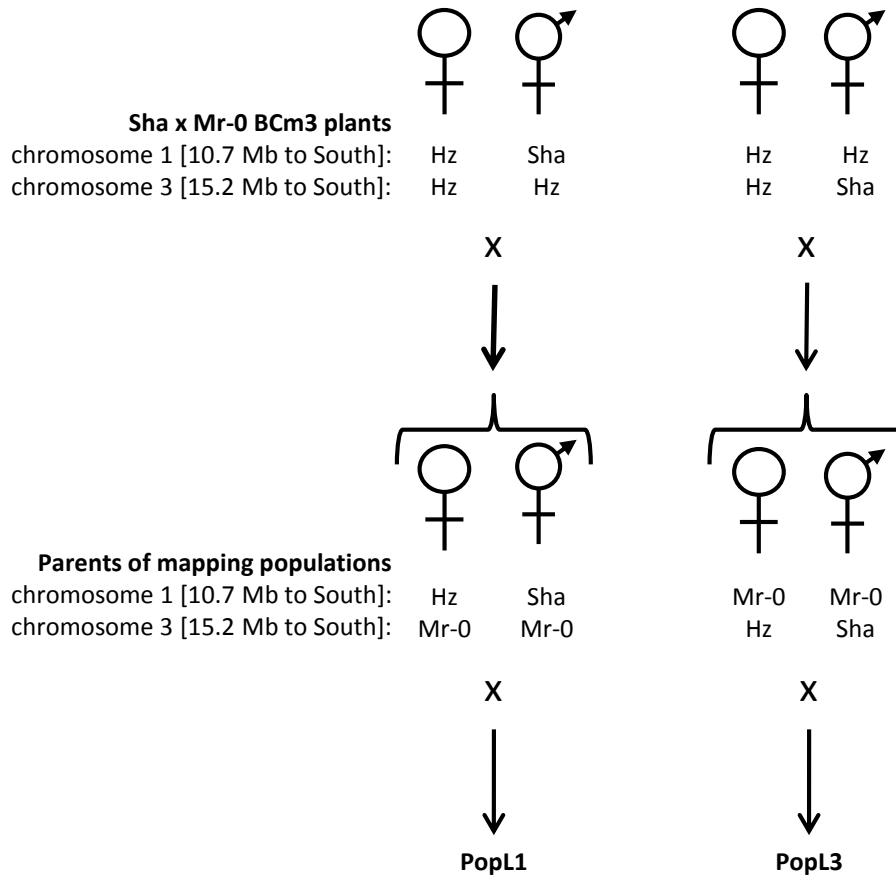 Sha x Mr-0 BCm3 plants
chromosome 1 [10.7 Mb to South]: Hz Sha Hz Hz
chromosome 3 [15.2 Mb to South]: Hz Hz Hz Sha
X X
Parents of mapping populations
chromosome 1 [10.7 Mb to South]: Hz Sha Mr-0 Mr-0
chromosome 3 [15.2 Mb to South]: Mr-0 Mr-0 Hz Sha
X X
PopL1 PopL3